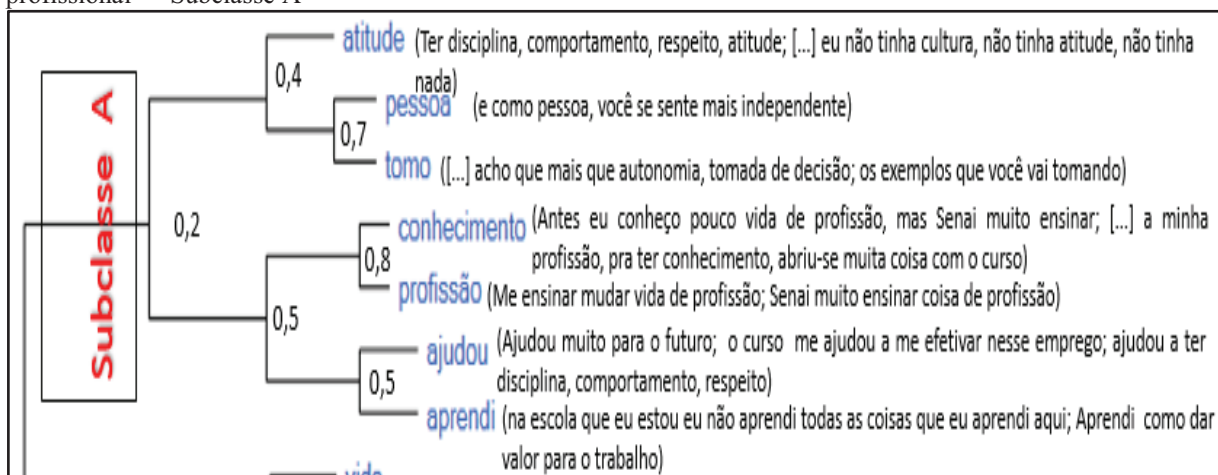 profissional — Subclasse A
atitude (Ter disciplina, comportamento, respeito, atitude; [...] eu não tinha cultura, não tinha atitude, não tinha
nada)
0,4
pessoa (e como pessoa, você se sente mais independente)
0,7
tomo ([...] acho que mais que autonomia, tomada de decisão; os exemplos que você vai tomando)
Subclasse A
0,2
conhecimento (Antes eu conheço pouco vida de profissão, mas Senai muito ensinar; [...] a minha
0,8
profissão, pra ter conhecimento, abriu-se muita coisa com o curso)
profissão (Me ensinar mudar vida de profissão; Senai muito ensinar coisa de profissão)
0,5
ajudou (Ajudou muito para o futuro; o curso me ajudou a me efetivar nesse emprego; ajudou a ter
0,5
disciplina, comportamento, respeito)
aprendi (na escola que eu estou eu não aprendi todas as coisas que eu aprendi aqui; Aprendi como dar
valor para o trabalho)